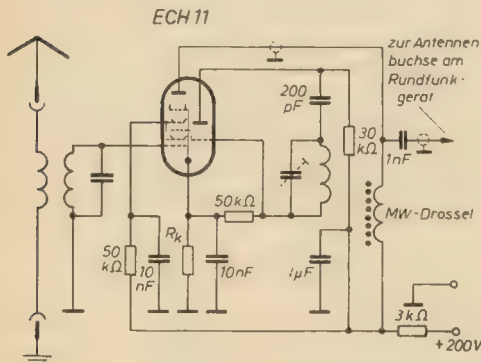 ECH 11
zur Antennen
buchse am
Rundfunk-
gerät
200
pF
30
kΩ
1nF
50kΩ
MW-Drossel
50
kΩ
10
nF
Rk
10nF
1µF
3kΩ
+200V